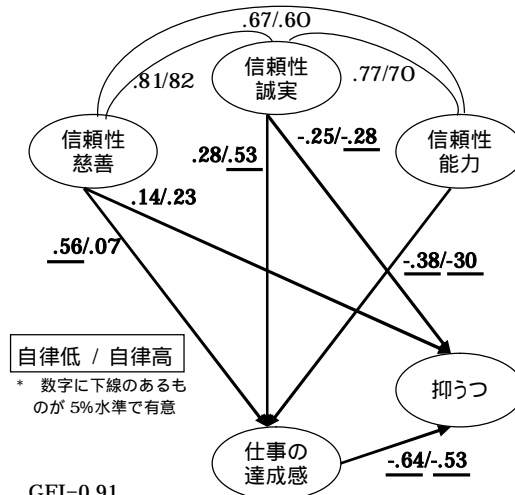 .67/.60
信頼性
誠実
.81/82
.77/70
信頼性
慈善
信頼性
能力
.28/.53
-.25/-.28
.14/.23
.56/.07
-.38/-30
自律低 / 自律高
* 数字に下線のあるも
のが 5%水準で有意
抑うつ
仕事の
達成感
-.64/-.53
GFI=0.91